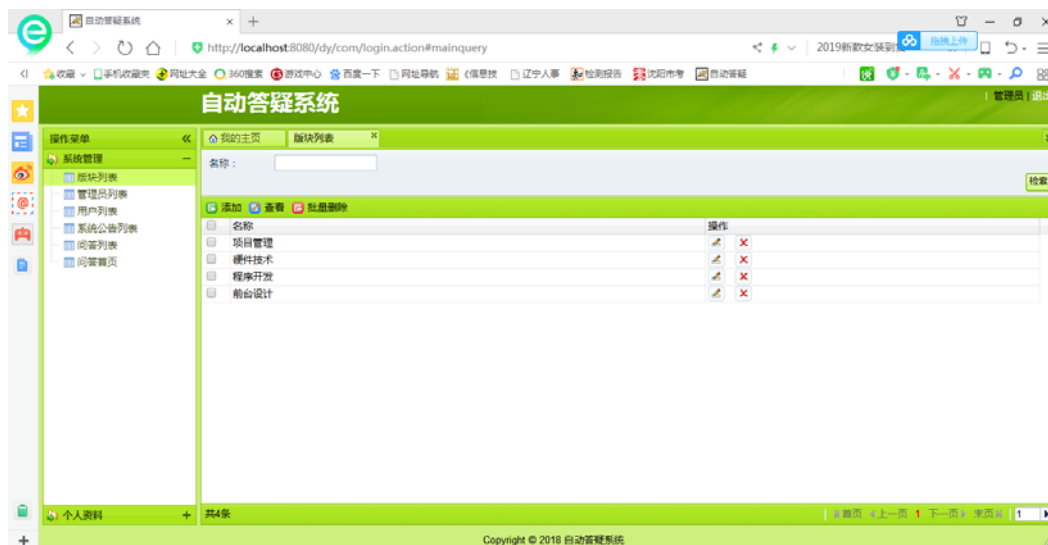 自动答疑系统
http://localhost:8080/dy/com/login.action#mainquery
2019新款女装到
拖拽上传
收藏 手机收藏夹 网址大全 360搜索 游戏中心 百度一下 网址导航 《信息技 辽宁人事 检测报告 沈阳市考 自动答疑
自动答疑系统
管理员 | 退出
操作菜单
我的主页 版块列表
系统管理
名称：
版块列表
检索
管理员列表
用户列表
添加 查看 批量删除
系统公告列表
名称 操作
问答列表
项目管理
问答首页
硬件技术
程序开发
前台设计
个人资料
共4条
首页 上一页 1 下一页 末页 1
Copyright © 2018 自动答疑系统